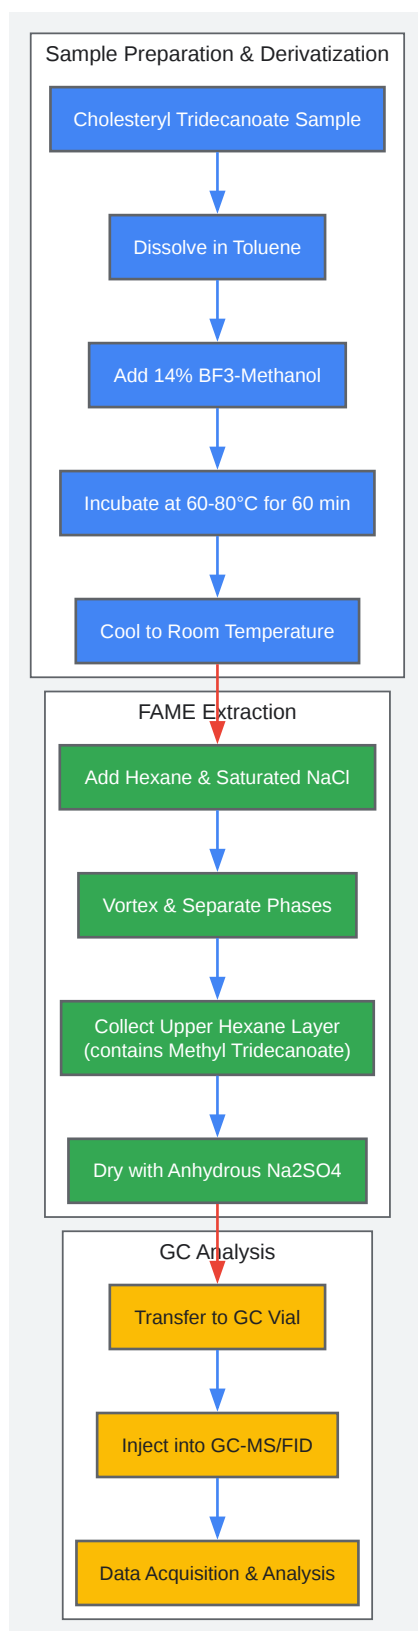 Sample Preparation & Derivatization
Cholesteryl Tridecanoate Sample
Dissolve in Toluene
Add 14% BF3-Methanol
Incubate at 60-80°C for 60 min
Cool to Room Temperature
FAME Extraction
Add Hexane & Saturated NaCl
Vortex & Separate Phases
Collect Upper Hexane Layer
(contains Methyl Tridecanoate)
Dry with Anhydrous Na2SO4
GC Analysis
Transfer to GC Vial
Inject into GC-MS/FID
Data Acquisition & Analysis